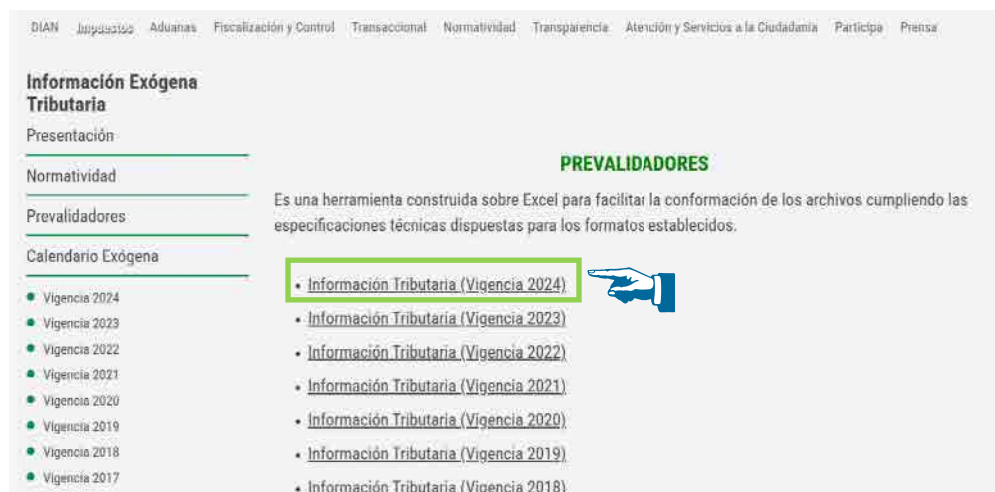 DIAN Impuestos Aduanas Fiscalización y Control Transaccional Normatividad Transparencia Atención y Servicios a la Ciudadanía Participa Prensa
Información Exógena
Tributaria
Presentación
Normatividad
Prevalidadores
Calendario Exógena
Vigencia 2024
Vigencia 2023
Vigencia 2022
Vigencia 2021
Vigencia 2020
Vigencia 2019
Vigencia 2018
Vigencia 2017
PREVALIDADORES
Es una herramienta construida sobre Excel para facilitar la conformación de los archivos cumpliendo las
especificaciones técnicas dispuestas para los formatos establecidos.
• Información Tributaria (Vigencia 2024)
• Información Tributaria (Vigencia 2023)
• Información Tributaria (Vigencia 2022)
• Información Tributaria (Vigencia 2021)
• Información Tributaria (Vigencia 2020)
• Información Tributaria (Vigencia 2019)
• Información Tributaria (Vigencia 2018)